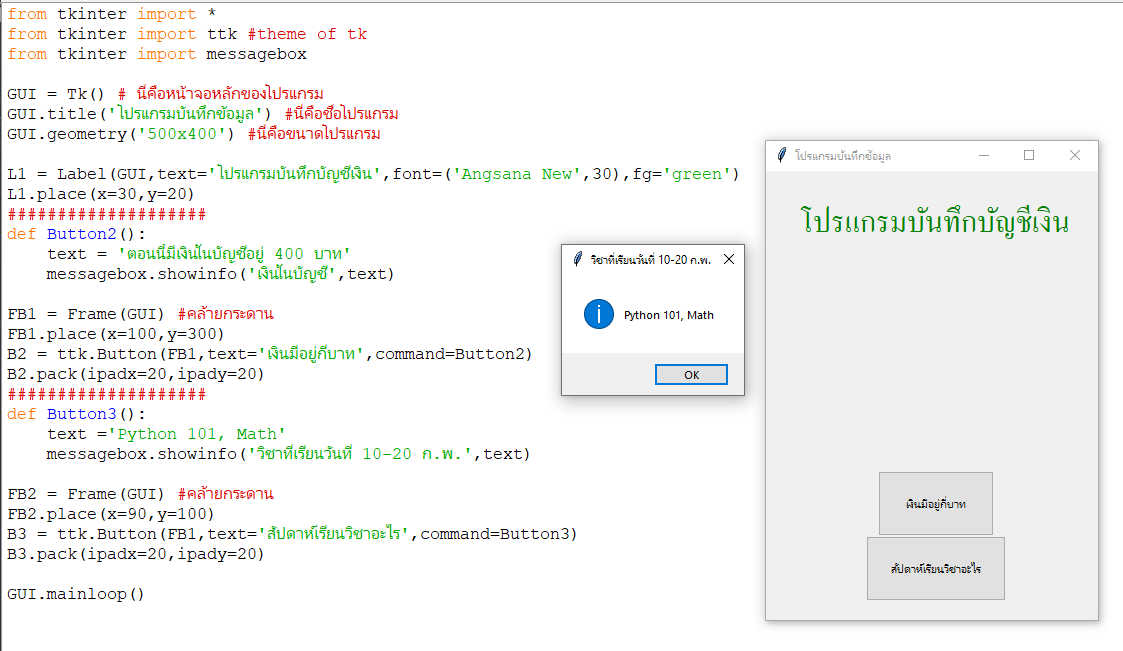 from tkinter import *
from tkinter import ttk #theme of tk
from tkinter import messagebox
GUI = Tk() # นี่คือหน้าจอหลักของโปรแกรม
GUI.title('โปรแกรมบันทึกข้อมูล') #นี่คือชื่อโปรแกรม
GUI.geometry('500x400') #นี่คือขนาดโปรแกรม
L1 = Label(GUI,text='โปรแกรมบันทึกบัญชีเงิน',font=('Angsana New',30),fg='green')
L1.place(x=30,y=20)
####################
def Button2():
    text = 'ตอนนี้มีเงินในบัญชีอยู่ 400 บาท'
    messagebox.showinfo('เงินในบัญชี',text)
FB1 = Frame(GUI) #คล้ายกระดาน
FB1.place(x=100,y=300)
B2 = ttk.Button(FB1,text='เงินมีอยู่กี่บาท',command=Button2)
B2.pack(ipadx=20,ipady=20)
####################
def Button3():
    text ='Python 101, Math'
    messagebox.showinfo('วิชาที่เรียนวันที่ 10-20 ก.พ.',text)
FB2 = Frame(GUI) #คล้ายกระดาน
FB2.place(x=90,y=100)
B3 = ttk.Button(FB1,text='สัปดาห์เรียนวิชาอะไร',command=Button3)
B3.pack(ipadx=20,ipady=20)
GUI.mainloop()
วิชาที่เรียนวันที่ 10-20 ก.พ.
Python 101, Math
OK
โปรแกรมบันทึกข้อมูล
โปรแกรมบันทึกบัญชีเงิน
เงินมีอยู่กี่บาท
สัปดาห์เรียนวิชาอะไร